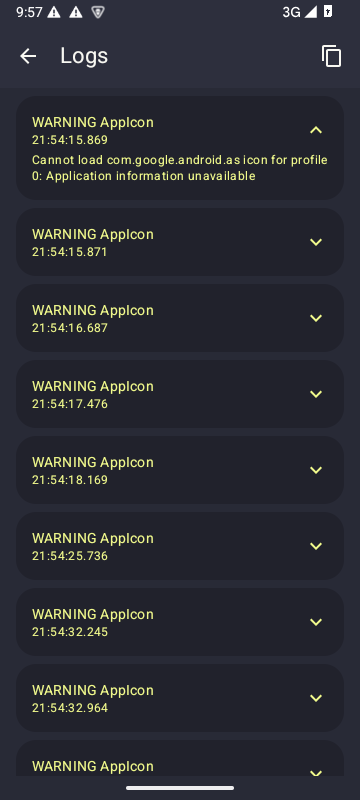 9:57
3G
Logs
WARNING AppIcon
21:54:15.869
Cannot load com.google.android.as icon for profile
0: Application information unavailable
WARNING AppIcon
21:54:15.871
WARNING AppIcon
21:54:16.687
WARNING AppIcon
21:54:17.476
WARNING AppIcon
21:54:18.169
WARNING AppIcon
21:54:25.736
WARNING AppIcon
21:54:32.245
WARNING AppIcon
21:54:32.964
WARNING AppIcon